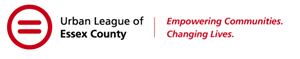 Urban League of
Essex County
Empowering Communities.
Changing Lives.